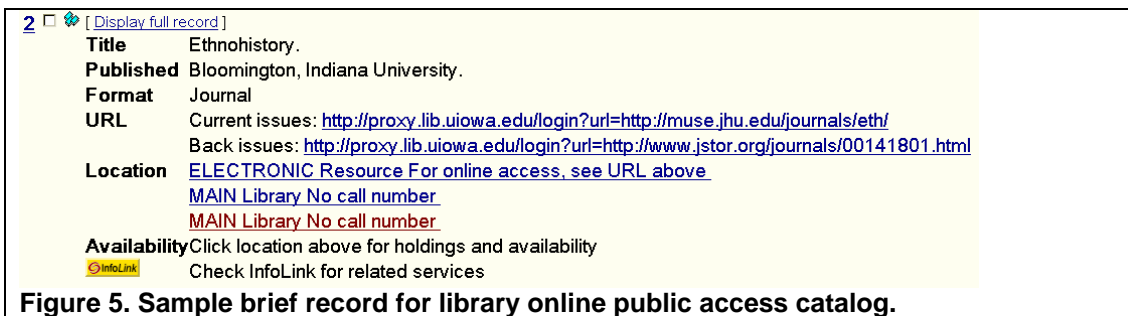 2 [ Display full record ]
Title Ethnohistory.
Published Bloomington, Indiana University.
Format Journal
URL Current issues: http://proxy.lib.uiowa.edu/login?url=http://muse.jhu.edu/journals/eth/
Back issues: http://proxy.lib.uiowa.edu/login?url=http://www.jstor.org/journals/00141801.html
Location ELECTRONIC Resource For online access, see URL above
MAIN Library No call number
MAIN Library No call number
Availability Click location above for holdings and availability
InfoLink Check InfoLink for related services
Figure 5. Sample brief record for library online public access catalog.